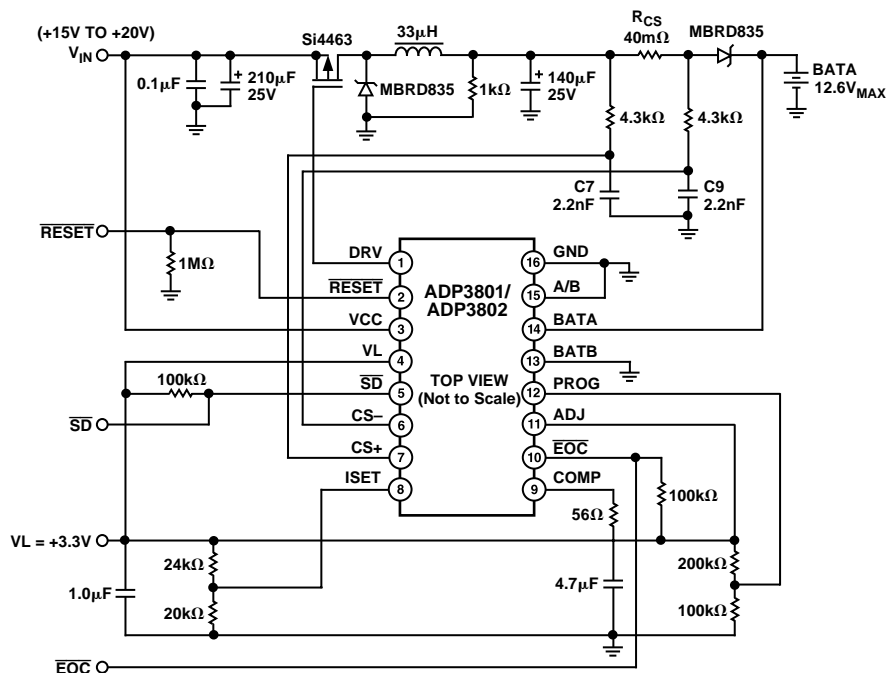 (+15V TO +20V)
VIN
0.1µF
210µF
25V
+
Si4463
33µH
MBRD835
1kΩ
+
140µF
25V
RCS
40mΩ
MBRD835
BATA
12.6VMAX
4.3kΩ
4.3kΩ
C7
2.2nF
C9
2.2nF
RESET
1MΩ
DRV
1
RESET
2
VCC
3
VL
4
100kΩ
SD
5
SD
CS–
6
CS+
7
ISET
8
ADP3801/
ADP3802
TOP VIEW
(Not to Scale)
16
GND
15
A/B
14
BATA
13
BATB
12
PROG
11
ADJ
10
EOC
9
COMP
56Ω
100kΩ
VL = +3.3V
24kΩ
200kΩ
1.0µF
20kΩ
4.7µF
100kΩ
EOC